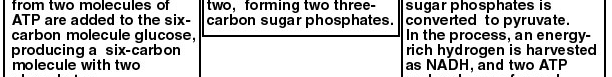 from two molecules of
ATP are added to the six-
carbon molecule glucose,
producing a six-carbon
molecule with two
two, forming two three-
carbon sugar phosphates.
sugar phosphates is
converted to pyruvate.
In the process, an energy-
rich hydrogen is harvested
as NADH, and two ATP